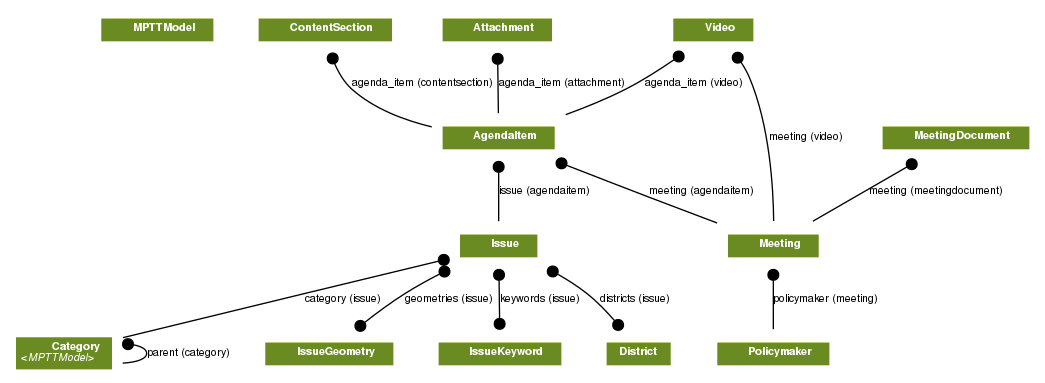 MPTTModel
ContentSection
Attachment
Video
agenda_item (contentsection)
agenda_item (attachment)
agenda_item (video)
AgendaItem
meeting (video)
MeetingDocument
issue (agendaitem)
meeting (agendaitem)
meeting (meetingdocument)
Issue
Meeting
category (issue)
geometries (issue)
keywords (issue)
districts (issue)
policymaker (meeting)
Category
<MPTTModel>
parent (category)
IssueGeometry
IssueKeyword
District
Policymaker